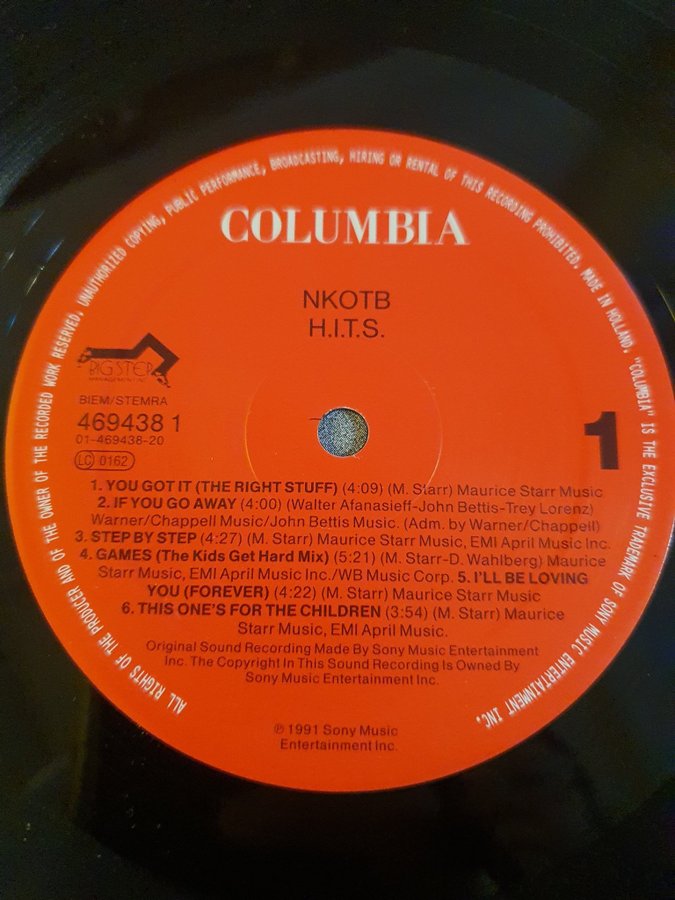 ALL RIGHTS OF THE PRODUCER AND OF THE OWNER OF THE RECORDED WORK RESERVED. UNAUTHORIZED COPYING, PUBLIC PERFORMANCE, BROADCASTING, HIRING OR RENTAL OF THIS RECORDING PROHIBITED. MADE IN HOLLAND. "COLUMBIA" IS THE EXCLUSIVE TRADEMARK OF SONY MUSIC ENTERTAINMENT INC.
COLUMBIA
NKOTB
H.I.T.S.
BIGSTEP
MANAGEMENT INC
BIEM/STEMRA
469438 1
01-469438-20
LC 0162
1
1. YOU GOT IT (THE RIGHT STUFF) (4:09) (M. Starr) Maurice Starr Music
2. IF YOU GO AWAY (4:00) (Walter Afanasieff-John Bettis-Trey Lorenz)
Warner/Chappell Music/John Bettis Music. (Adm. by Warner/Chappell)
3. STEP BY STEP (4:27) (M. Starr) Maurice Starr Music, EMI April Music Inc.
4. GAMES (The Kids Get Hard Mix) (5:21) (M. Starr-D. Wahlberg) Maurice
Starr Music, EMI April Music Inc./WB Music Corp. 5. I'LL BE LOVING
YOU (FOREVER) (4:22) (M. Starr) Maurice Starr Music
6. THIS ONE'S FOR THE CHILDREN (3:54) (M. Starr) Maurice
Starr Music, EMI April Music.
Original Sound Recording Made By Sony Music Entertainment
Inc. The Copyright In This Sound Recording Is Owned By
Sony Music Entertainment Inc.
℗ 1991 Sony Music
Entertainment Inc.